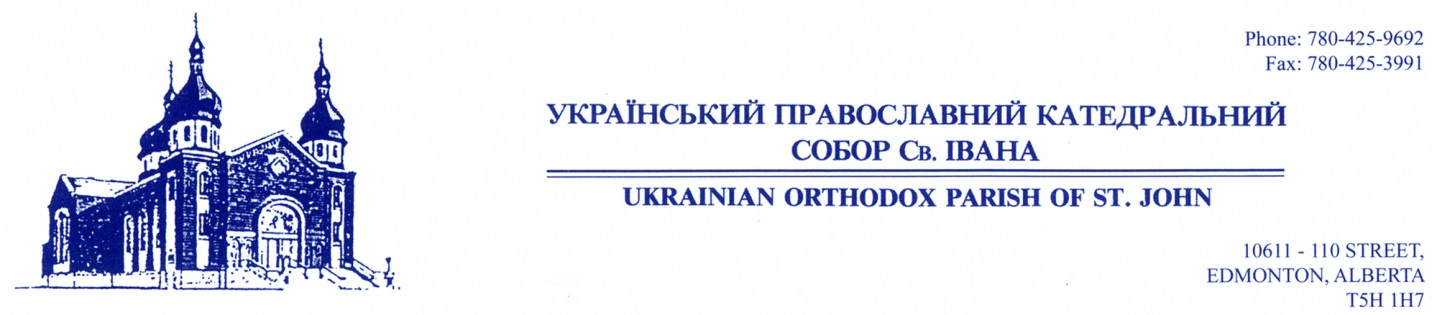 Phone: 780-425-9692
Fax: 780-425-3991
УКРАЇНСЬКИЙ ПРАВОСЛАВНИЙ КАТЕДРАЛЬНИЙ
СОБОР Св. ІВАНА
UKRAINIAN ORTHODOX PARISH OF ST. JOHN
10611 - 110 STREET,
EDMONTON, ALBERTA
T5H 1H7